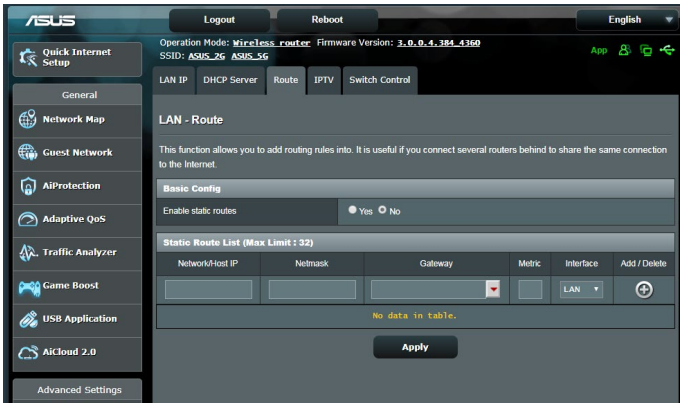 ASUS
Logout
Reboot
English
Quick Internet
Setup
General
Network Map
Guest Network
AiProtection
Adaptive QoS
Traffic Analyzer
Game Boost
USB Application
AiCloud 2.0
Advanced Settings
Operation Mode: Wireless router Firmware Version: 3.0.0.4.384_4360
SSID: ASUS_2G ASUS_5G
App
LAN IP DHCP Server Route IPTV Switch Control
LAN - Route
This function allows you to add routing rules into. It is useful if you connect several routers behind to share the same connection
to the Internet.
Basic Config
Enable static routes Yes No
Static Route List (Max Limit : 32)
Network/Host IP Netmask Gateway Metric Interface Add / Delete
LAN
No data in table.
Apply